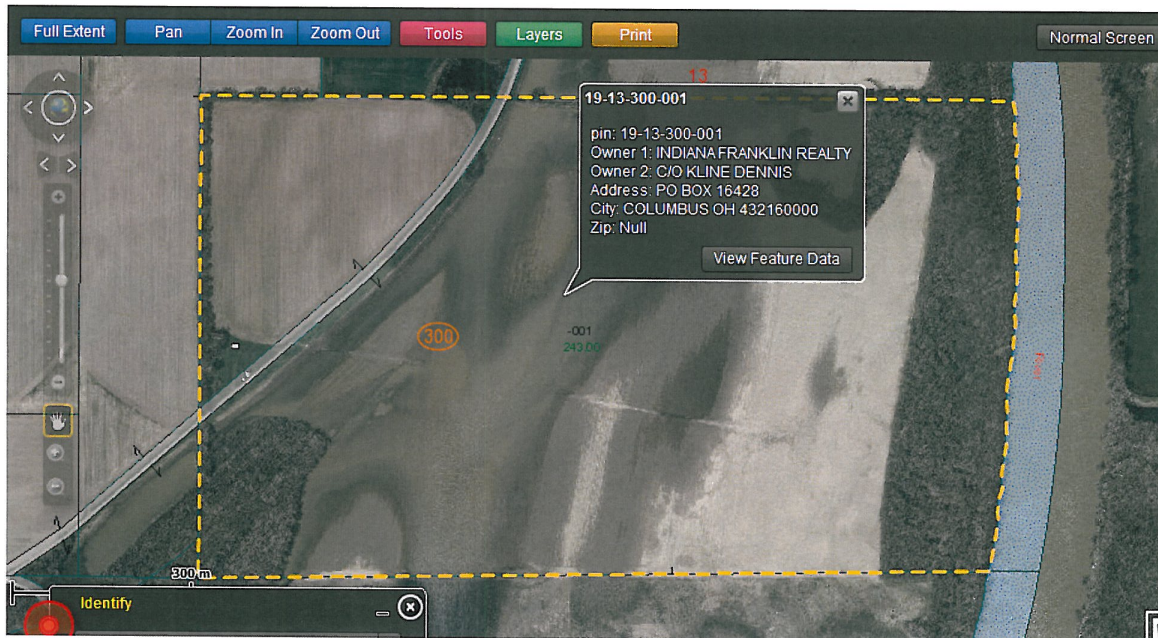 Full Extent
Pan
Zoom In
Zoom Out
Tools
Layers
Print
Normal Screen
13
19-13-300-001
pin: 19-13-300-001
Owner 1: INDIANA FRANKLIN REALTY
Owner 2: C/O KLINE DENNIS
Address: PO BOX 16428
City: COLUMBUS OH 432160000
Zip: Null
View Feature Data
300
-001
243.00
300 m
Identify